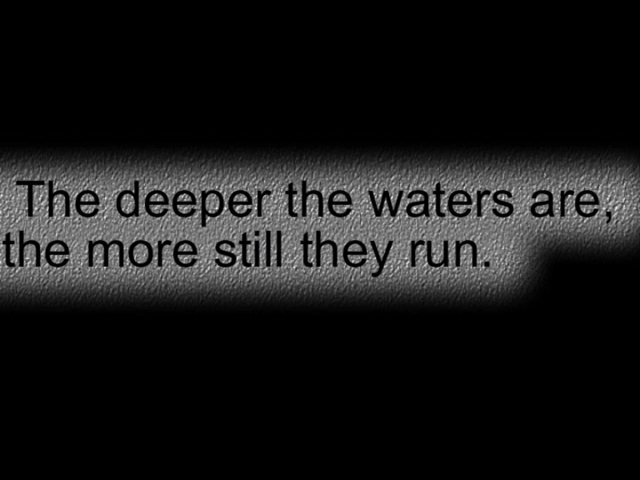 The deeper the waters are,
the more still they run.